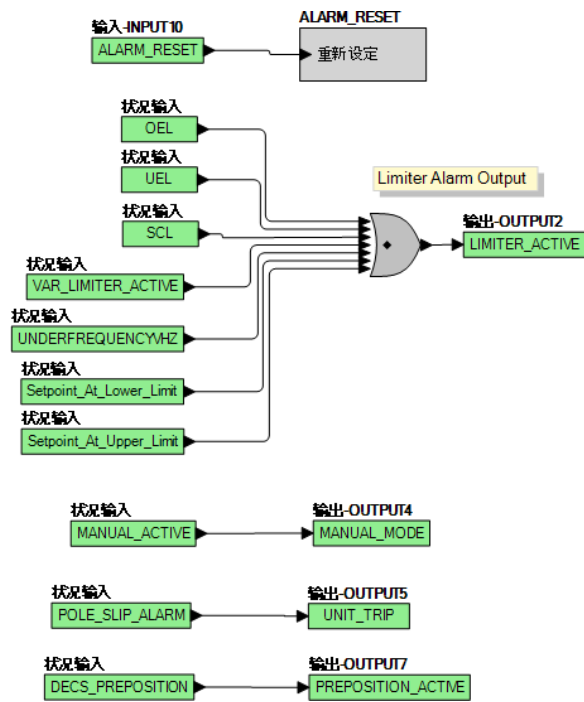 输入-INPUT10
ALARM_RESET
ALARM_RESET
重新设定
状况输入
OEL
状况输入
UEL
状况输入
SCL
Limiter Alarm Output
输出-OUTPUT2
LIMITER_ACTIVE
状况输入
VAR_LIMITER_ACTIVE
状况输入
UNDERFREQUENCYVHZ
状况输入
Setpoint_At_Lower_Limit
状况输入
Setpoint_At_Upper_Limit
状况输入
MANUAL_ACTIVE
输出-OUTPUT4
MANUAL_MODE
状况输入
POLE_SLIP_ALARM
输出-OUTPUT5
UNIT_TRIP
状况输入
DECS_PREPOSITION
输出-OUTPUT7
PREPOSITION_ACTIVE